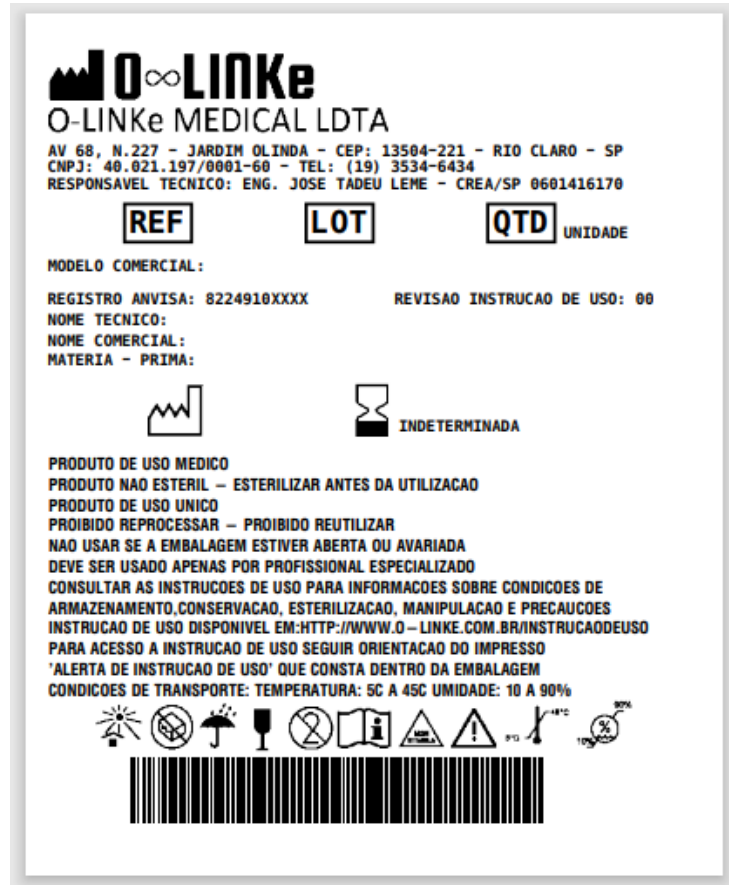 O∞LINKe
O-LINKe MEDICAL LDTA
AV 68, N.227 - JARDIM OLINDA - CEP: 13504-221 - RIO CLARO - SP
CNPJ: 40.021.197/0001-60 - TEL: (19) 3534-6434
RESPONSAVEL TECNICO: ENG. JOSE TADEU LEME - CREA/SP 0601416170
REF LOT QTD UNIDADE
MODELO COMERCIAL:
REGISTRO ANVISA: 8224910XXXX REVISAO INSTRUCAO DE USO: 00
NOME TECNICO:
NOME COMERCIAL:
MATERIA - PRIMA:
INDETERMINADA
PRODUTO DE USO MEDICO
PRODUTO NAO ESTERIL – ESTERILIZAR ANTES DA UTILIZACAO
PRODUTO DE USO UNICO
PROIBIDO REPROCESSAR – PROIBIDO REUTILIZAR
NAO USAR SE A EMBALAGEM ESTIVER ABERTA OU AVARIADA
DEVE SER USADO APENAS POR PROFISSIONAL ESPECIALIZADO
CONSULTAR AS INSTRUCOES DE USO PARA INFORMACOES SOBRE CONDICOES DE
ARMAZENAMENTO,CONSERVACAO, ESTERILIZACAO, MANIPULACAO E PRECAUCOES
INSTRUCAO DE USO DISPONIVEL EM:HTTP://WWW.O–LINKE.COM.BR/INSTRUCAODEUSO
PARA ACESSO A INSTRUCAO DE USO SEGUIR ORIENTACAO DO IMPRESSO
'ALERTA DE INSTRUCAO DE USO' QUE CONSTA DENTRO DA EMBALAGEM
CONDICOES DE TRANSPORTE: TEMPERATURA: 5C A 45C UMIDADE: 10 A 90%
2 i ! % 10% 90%